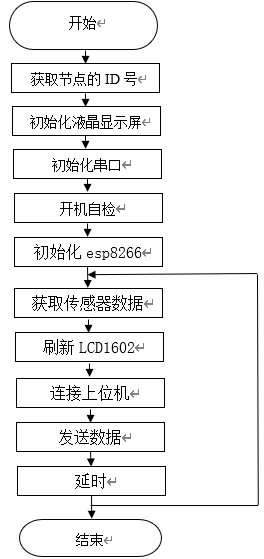 开始↵
获取节点的 ID 号↵
初始化液晶显示屏↵
初始化串口↵
开机自检↵
初始化 esp8266↵
获取传感器数据↵
刷新 LCD1602↵
连接上位机↵
发送数据↵
延时↵
结束↵